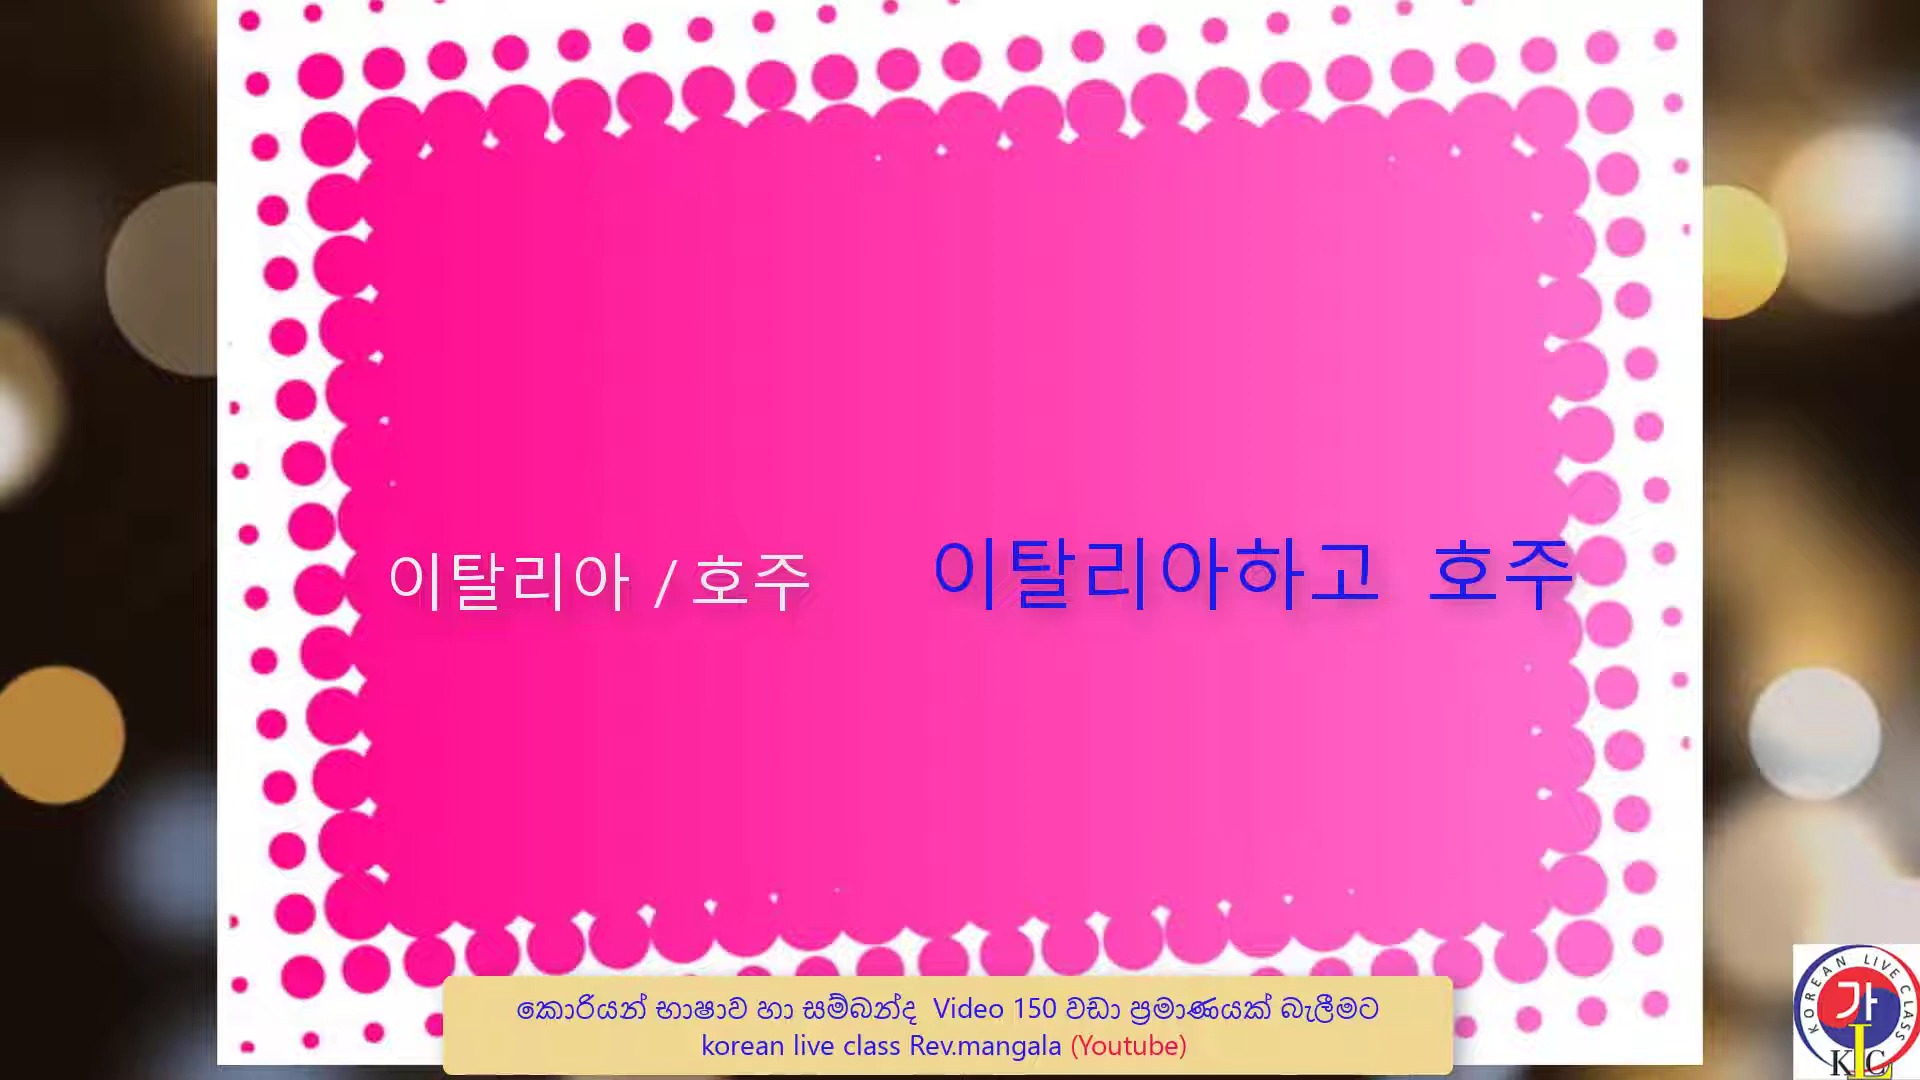 이탈리아 / 호주
이탈리아하고 호주
කොරියන් භාෂාව හා සම්බන්ද Video 150 වඩා ප්‍රමාණයක් බැලීමට
korean live class Rev.mangala (Youtube)
KOREAN LIVE CLASS
가
KLC